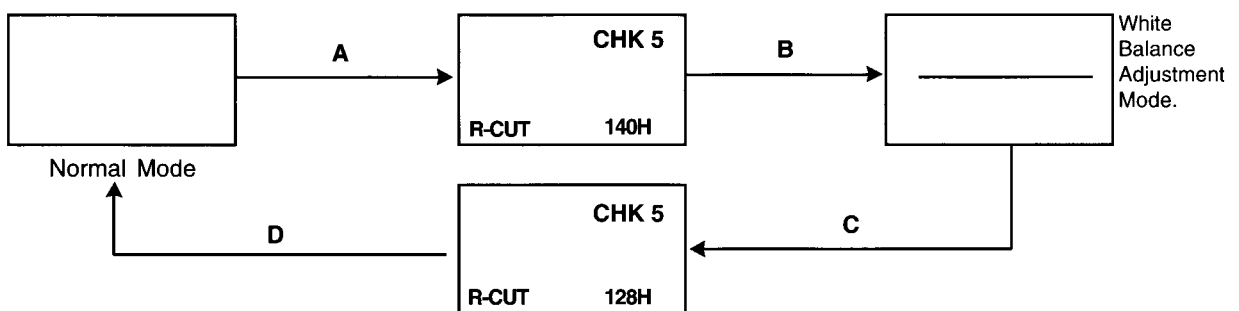 A
CHK 5
R-CUT 140H
B
White
Balance
Adjustment
Mode.
Normal Mode
D
CHK 5
R-CUT 128H
C